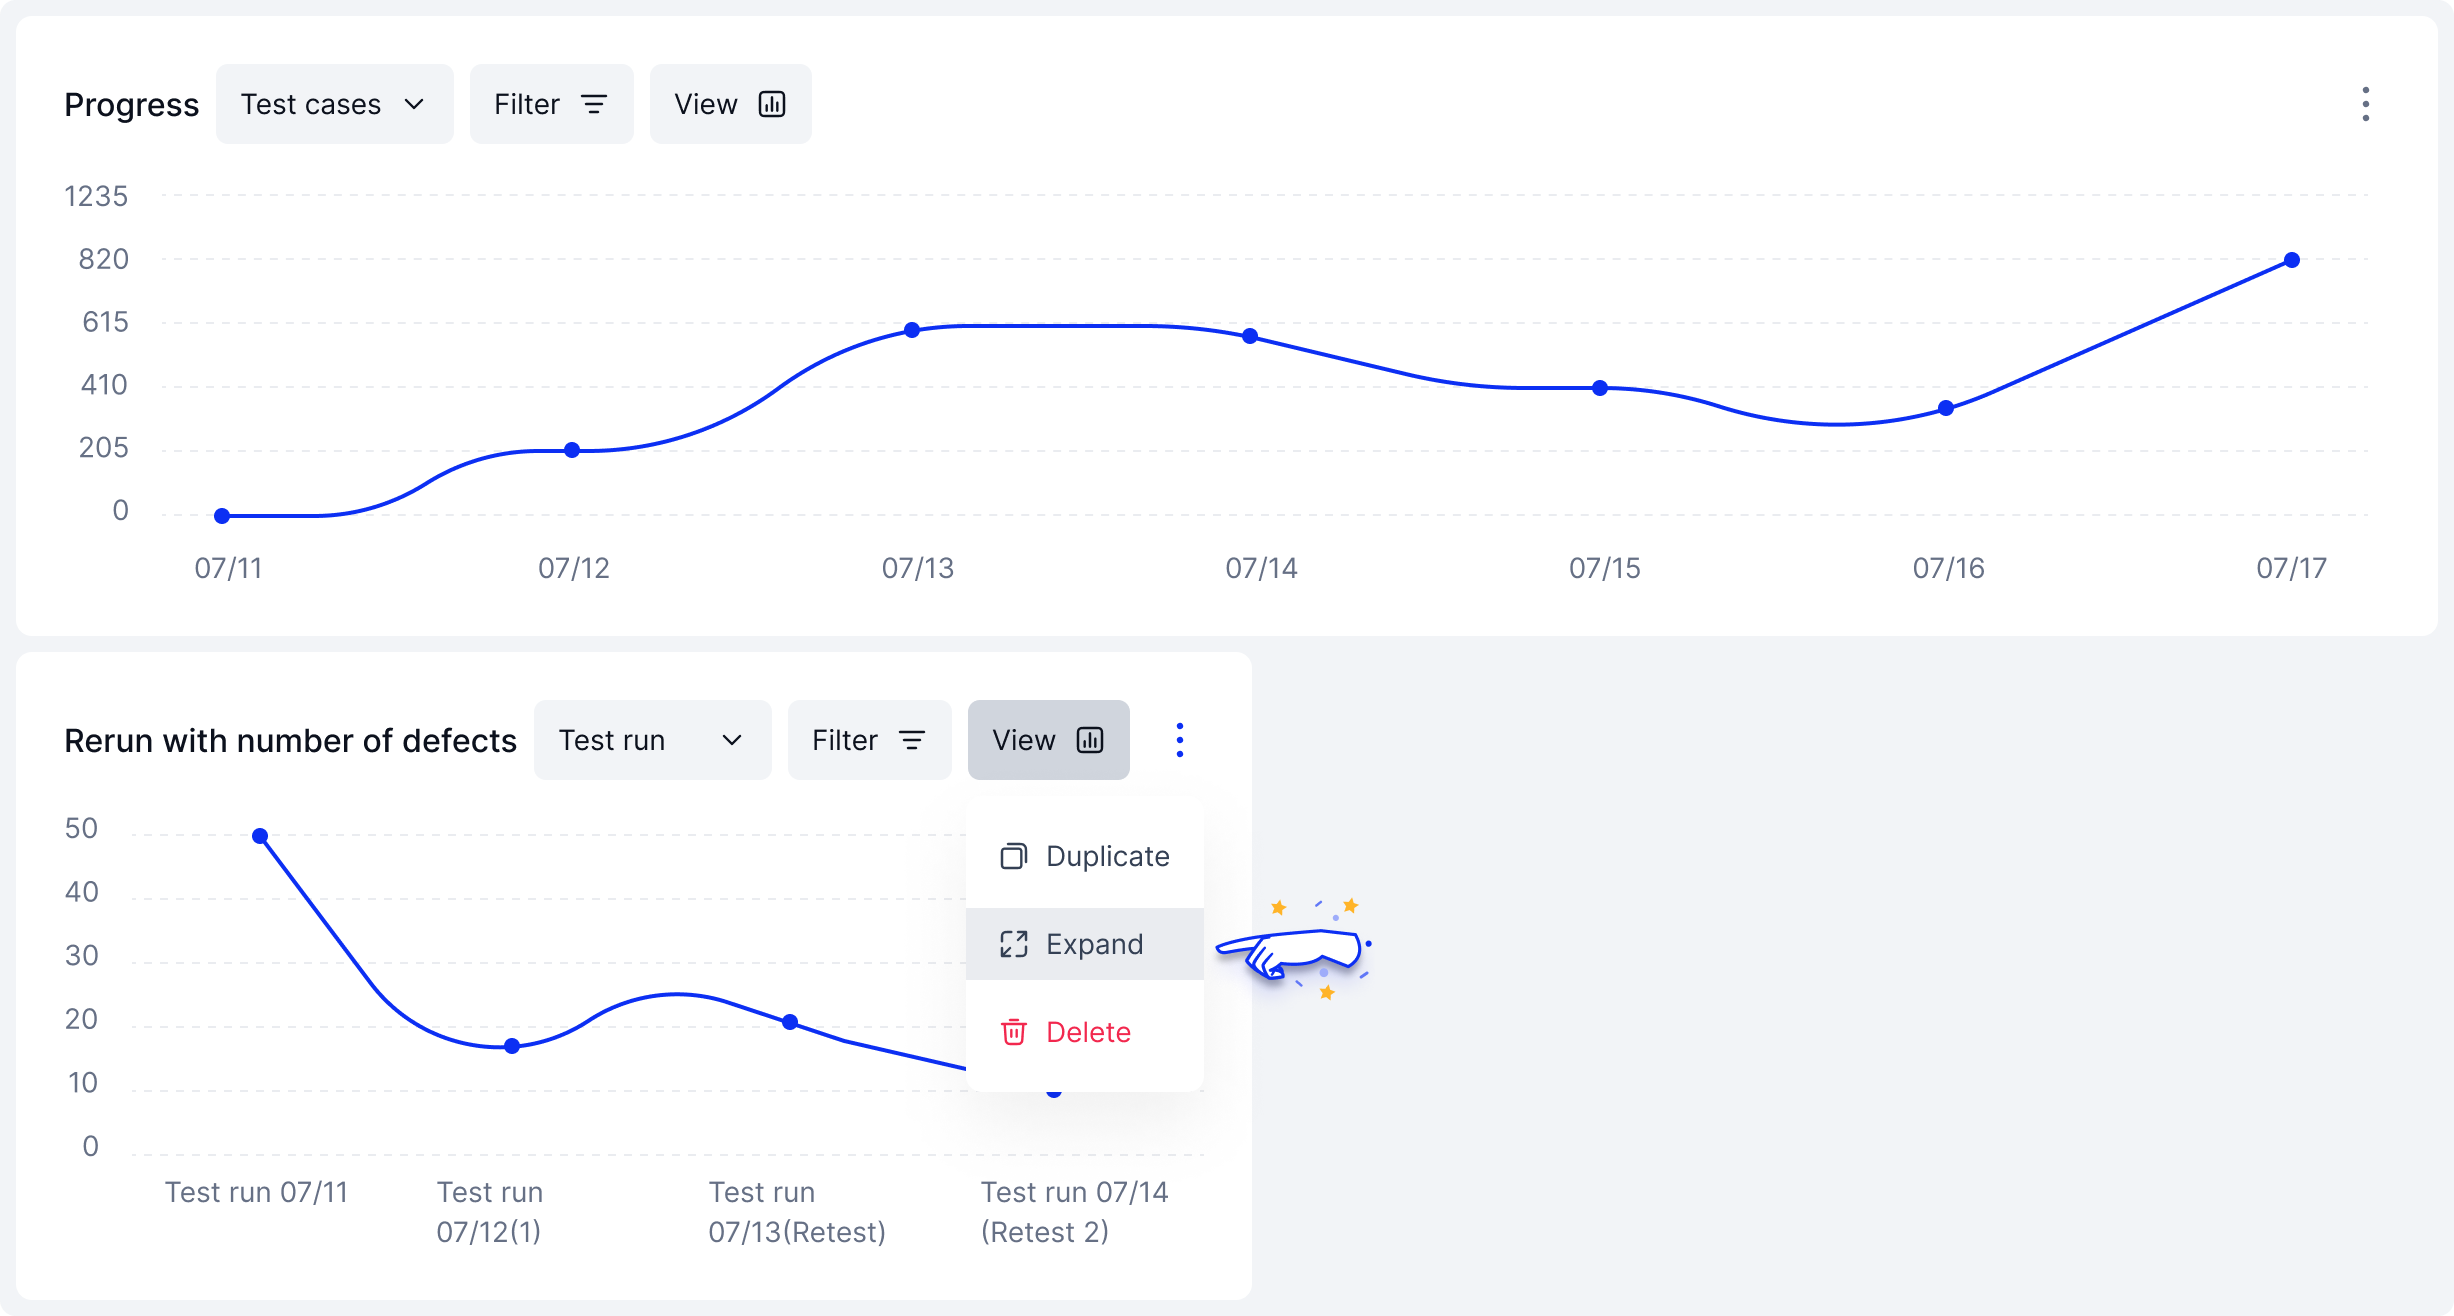 Progress Test cases Filter View
1235
820
615
410
205
0
07/11 07/12 07/13 07/14 07/15 07/16 07/17
Rerun with number of defects Test run Filter View
Duplicate
Expand
Delete
50
40
30
20
10
0
Test run 07/11
Test run
07/12(1)
Test run
07/13(Retest)
Test run 07/14
(Retest 2)